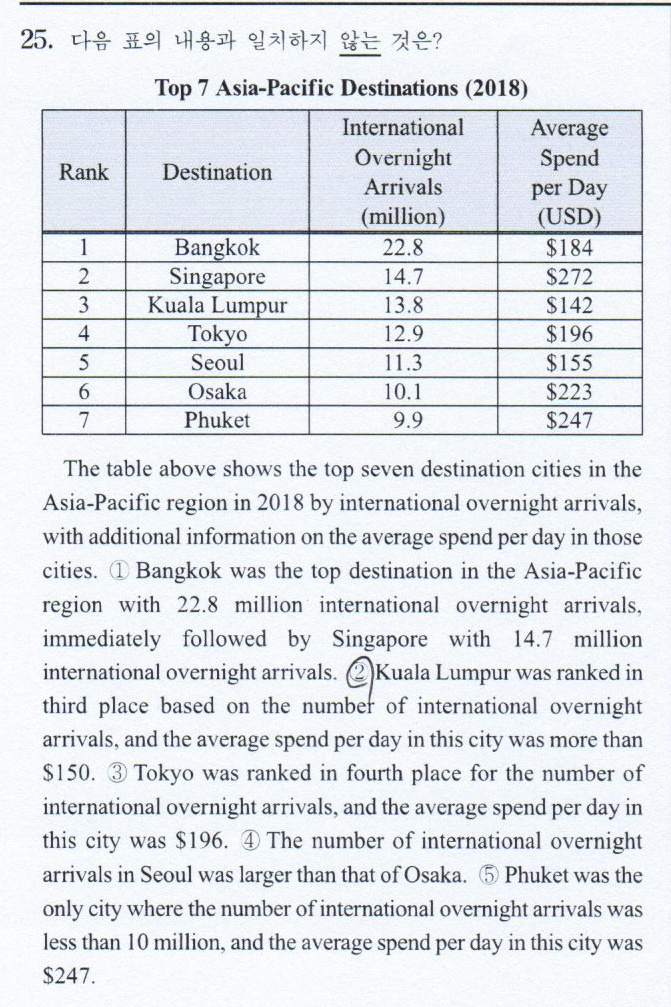 25. 다음 표의 내용과 일치하지 않는 것은?
Top 7 Asia-Pacific Destinations (2018)
Rank Destination International Overnight Arrivals (million) Average Spend per Day (USD)
1 Bangkok 22.8 $184
2 Singapore 14.7 $272
3 Kuala Lumpur 13.8 $142
4 Tokyo 12.9 $196
5 Seoul 11.3 $155
6 Osaka 10.1 $223
7 Phuket 9.9 $247
The table above shows the top seven destination cities in the
Asia-Pacific region in 2018 by international overnight arrivals,
with additional information on the average spend per day in those
cities. ① Bangkok was the top destination in the Asia-Pacific
region with 22.8 million international overnight arrivals,
immediately followed by Singapore with 14.7 million
international overnight arrivals. ② Kuala Lumpur was ranked in
third place based on the number of international overnight
arrivals, and the average spend per day in this city was more than
$150. ③ Tokyo was ranked in fourth place for the number of
international overnight arrivals, and the average spend per day in
this city was $196. ④ The number of international overnight
arrivals in Seoul was larger than that of Osaka. ⑤ Phuket was the
only city where the number of international overnight arrivals was
less than 10 million, and the average spend per day in this city was
$247.